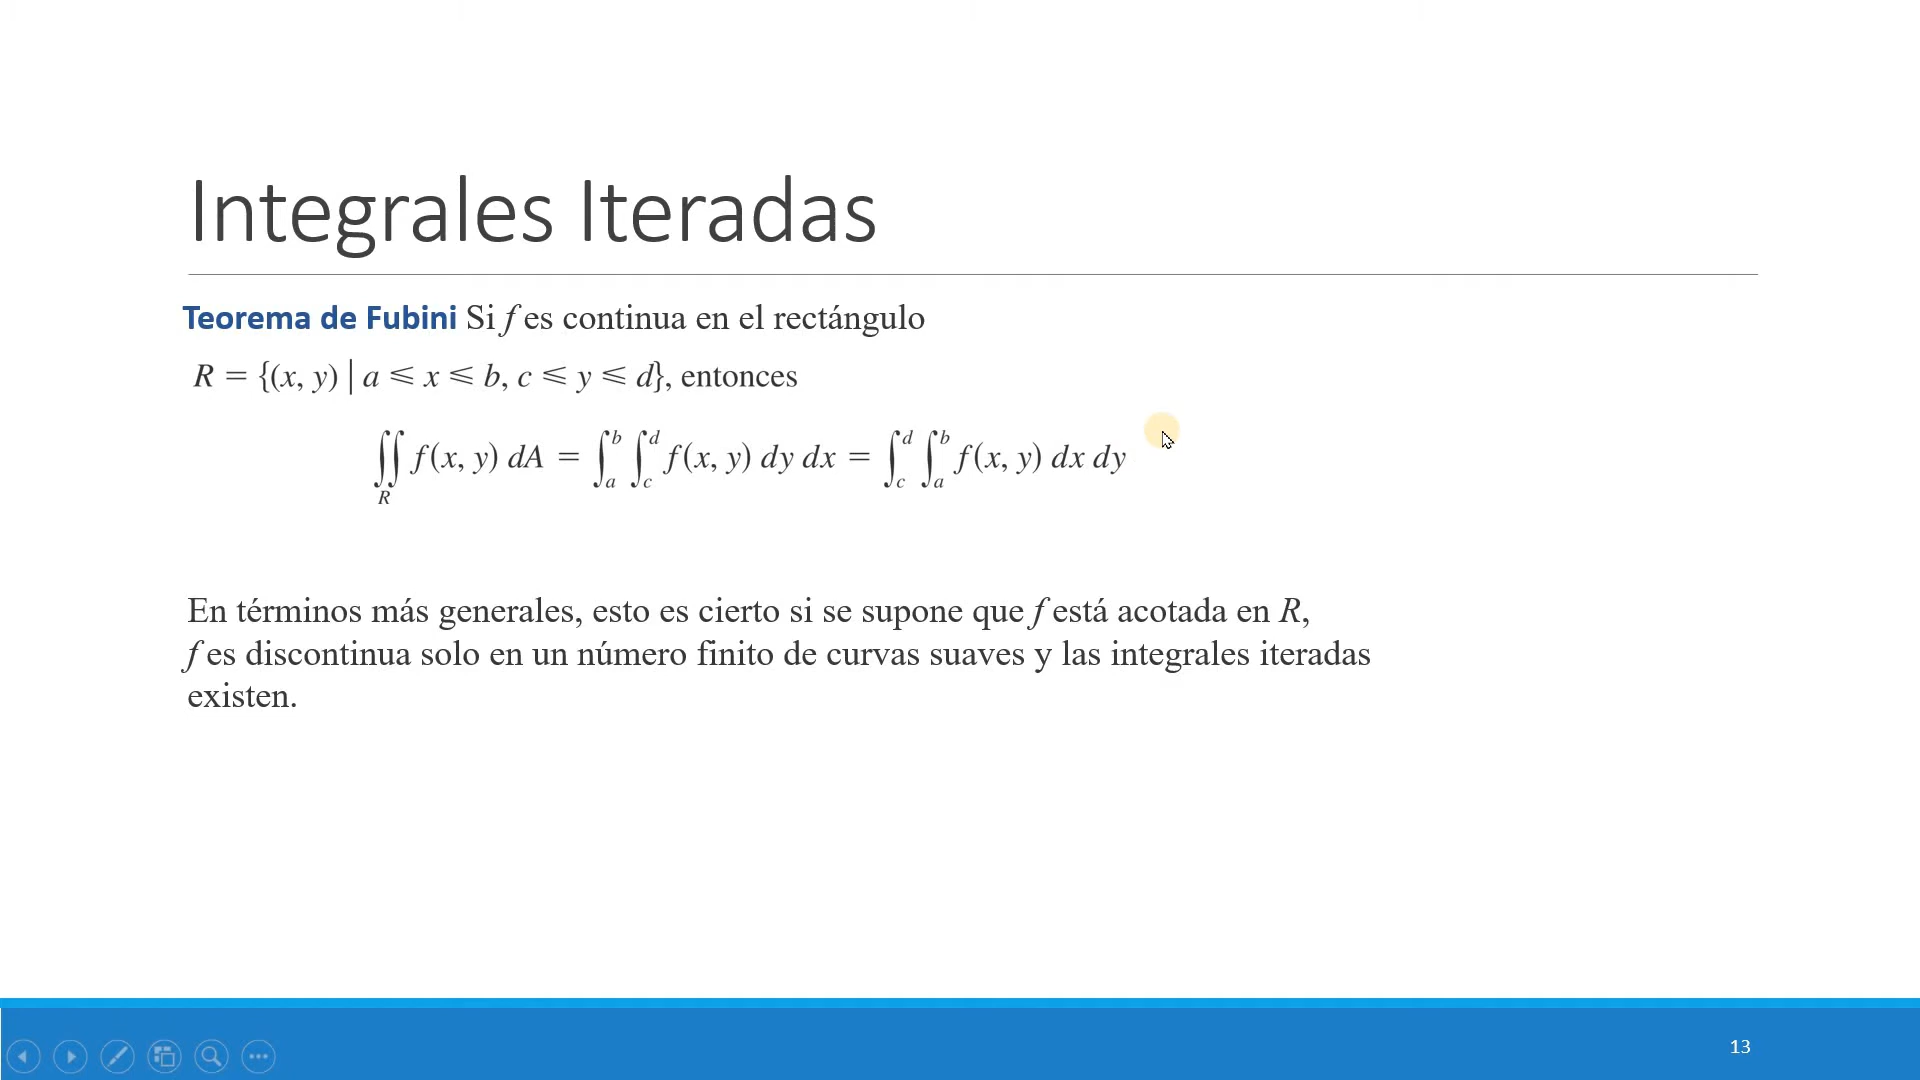 Integrales Iteradas
Teorema de Fubini Si f es continua en el rectángulo
R = {(x, y) | a ⩽ x ⩽ b, c ⩽ y ⩽ d}, entonces
∬_R f(x, y) dA = ∫_a^b ∫_c^d f(x, y) dy dx = ∫_c^d ∫_a^b f(x, y) dx dy
En términos más generales, esto es cierto si se supone que f está acotada en R,
f es discontinua solo en un número finito de curvas suaves y las integrales iteradas
existen.
13